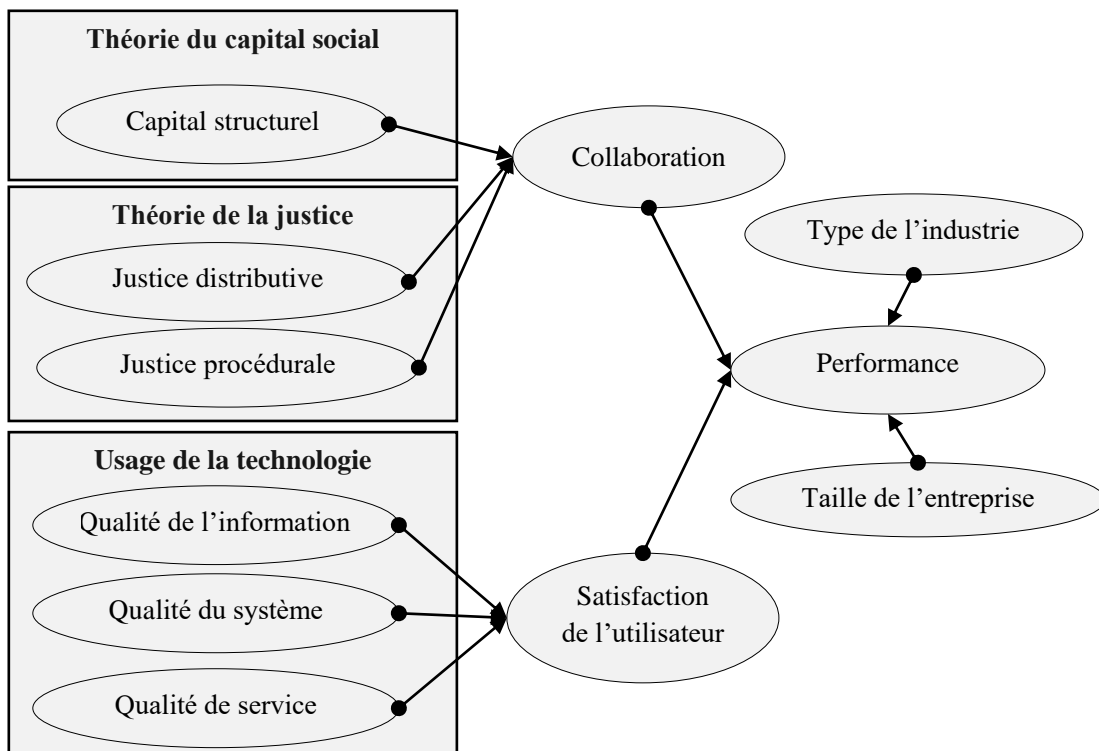 Théorie du capital social
Capital structurel
Théorie de la justice
Justice distributive
Justice procédurale
Usage de la technologie
Qualité de l’information
Qualité du système
Qualité de service
Collaboration
Satisfaction
de l’utilisateur
Type de l’industrie
Performance
Taille de l’entreprise